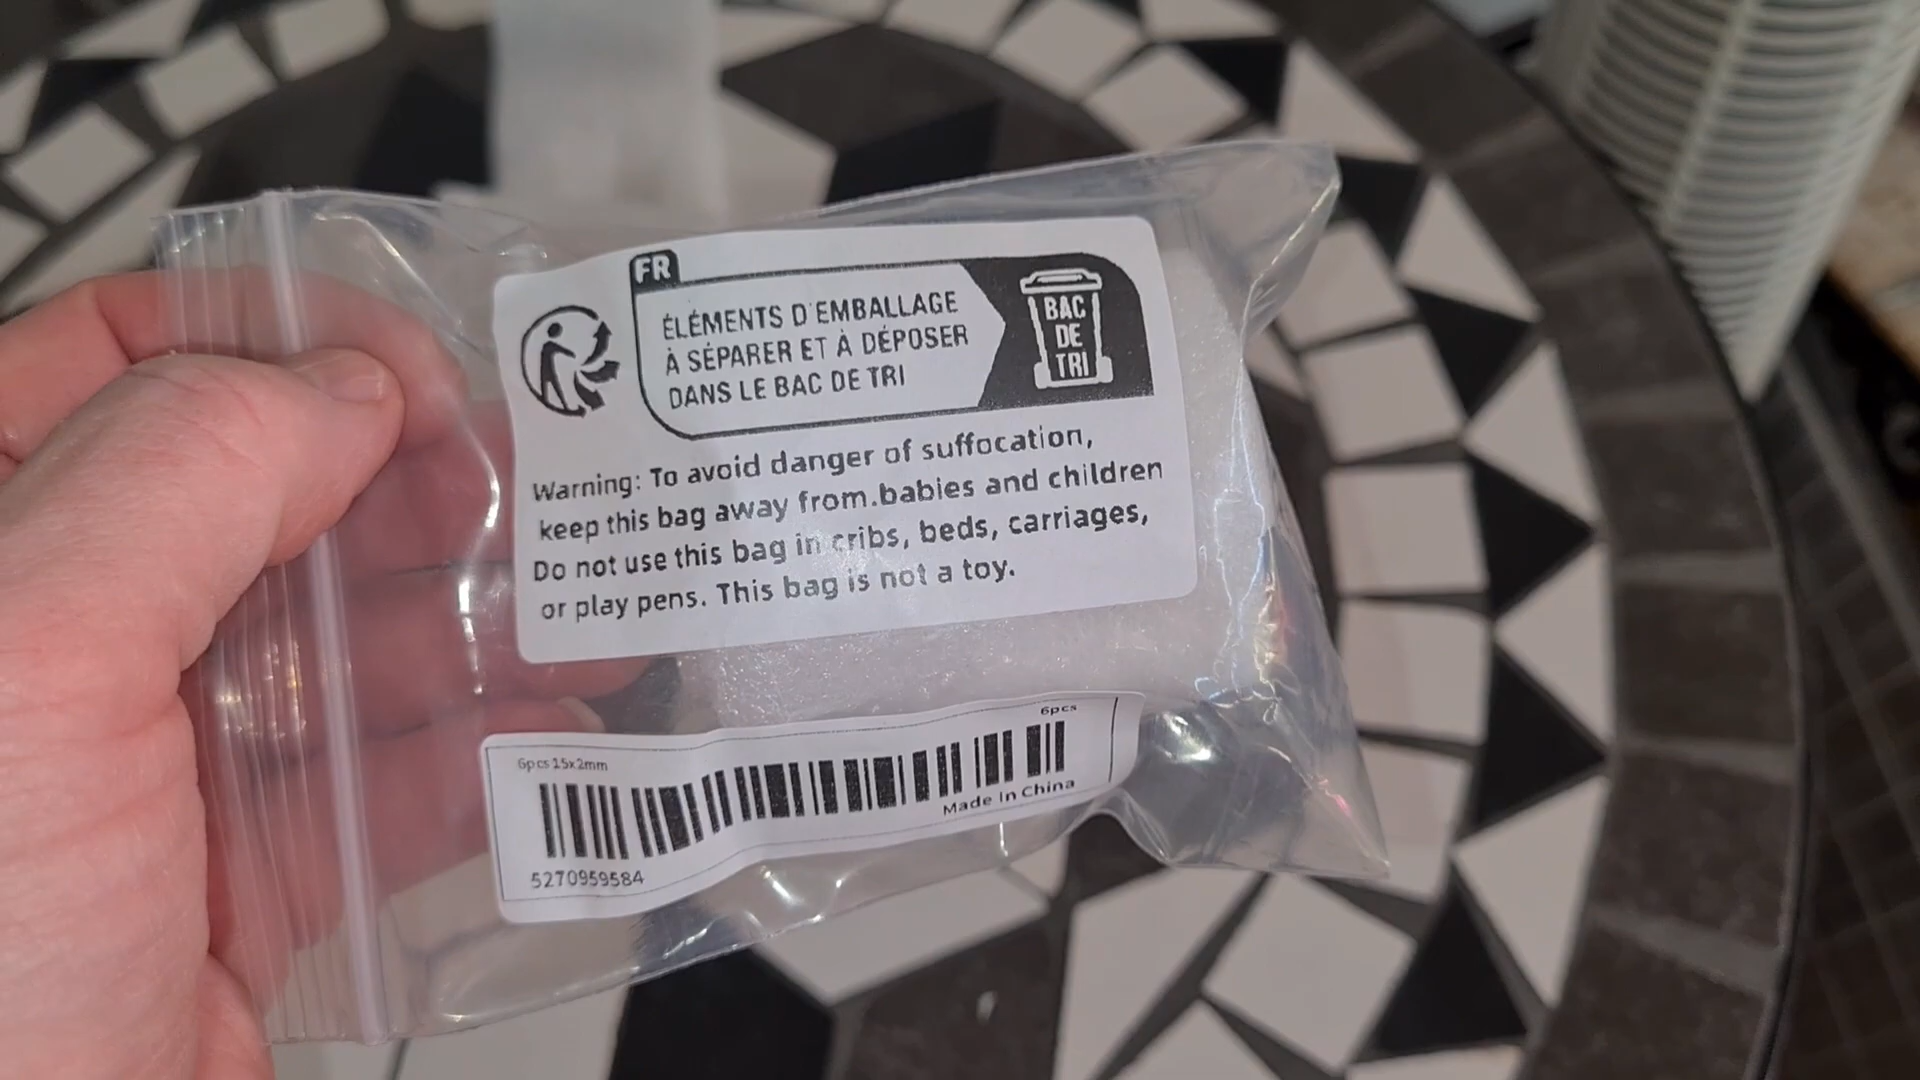 FR
ÉLÉMENTS D'EMBALLAGE
À SÉPARER ET À DÉPOSER
DANS LE BAC DE TRI
BAC
DE
TRI
Warning: To avoid danger of suffocation,
keep this bag away from.babies and children
Do not use this bag in cribs, beds, carriages,
or play pens. This bag is not a toy.
6pcs
6pcs15x2mm
Made In China
5270959584